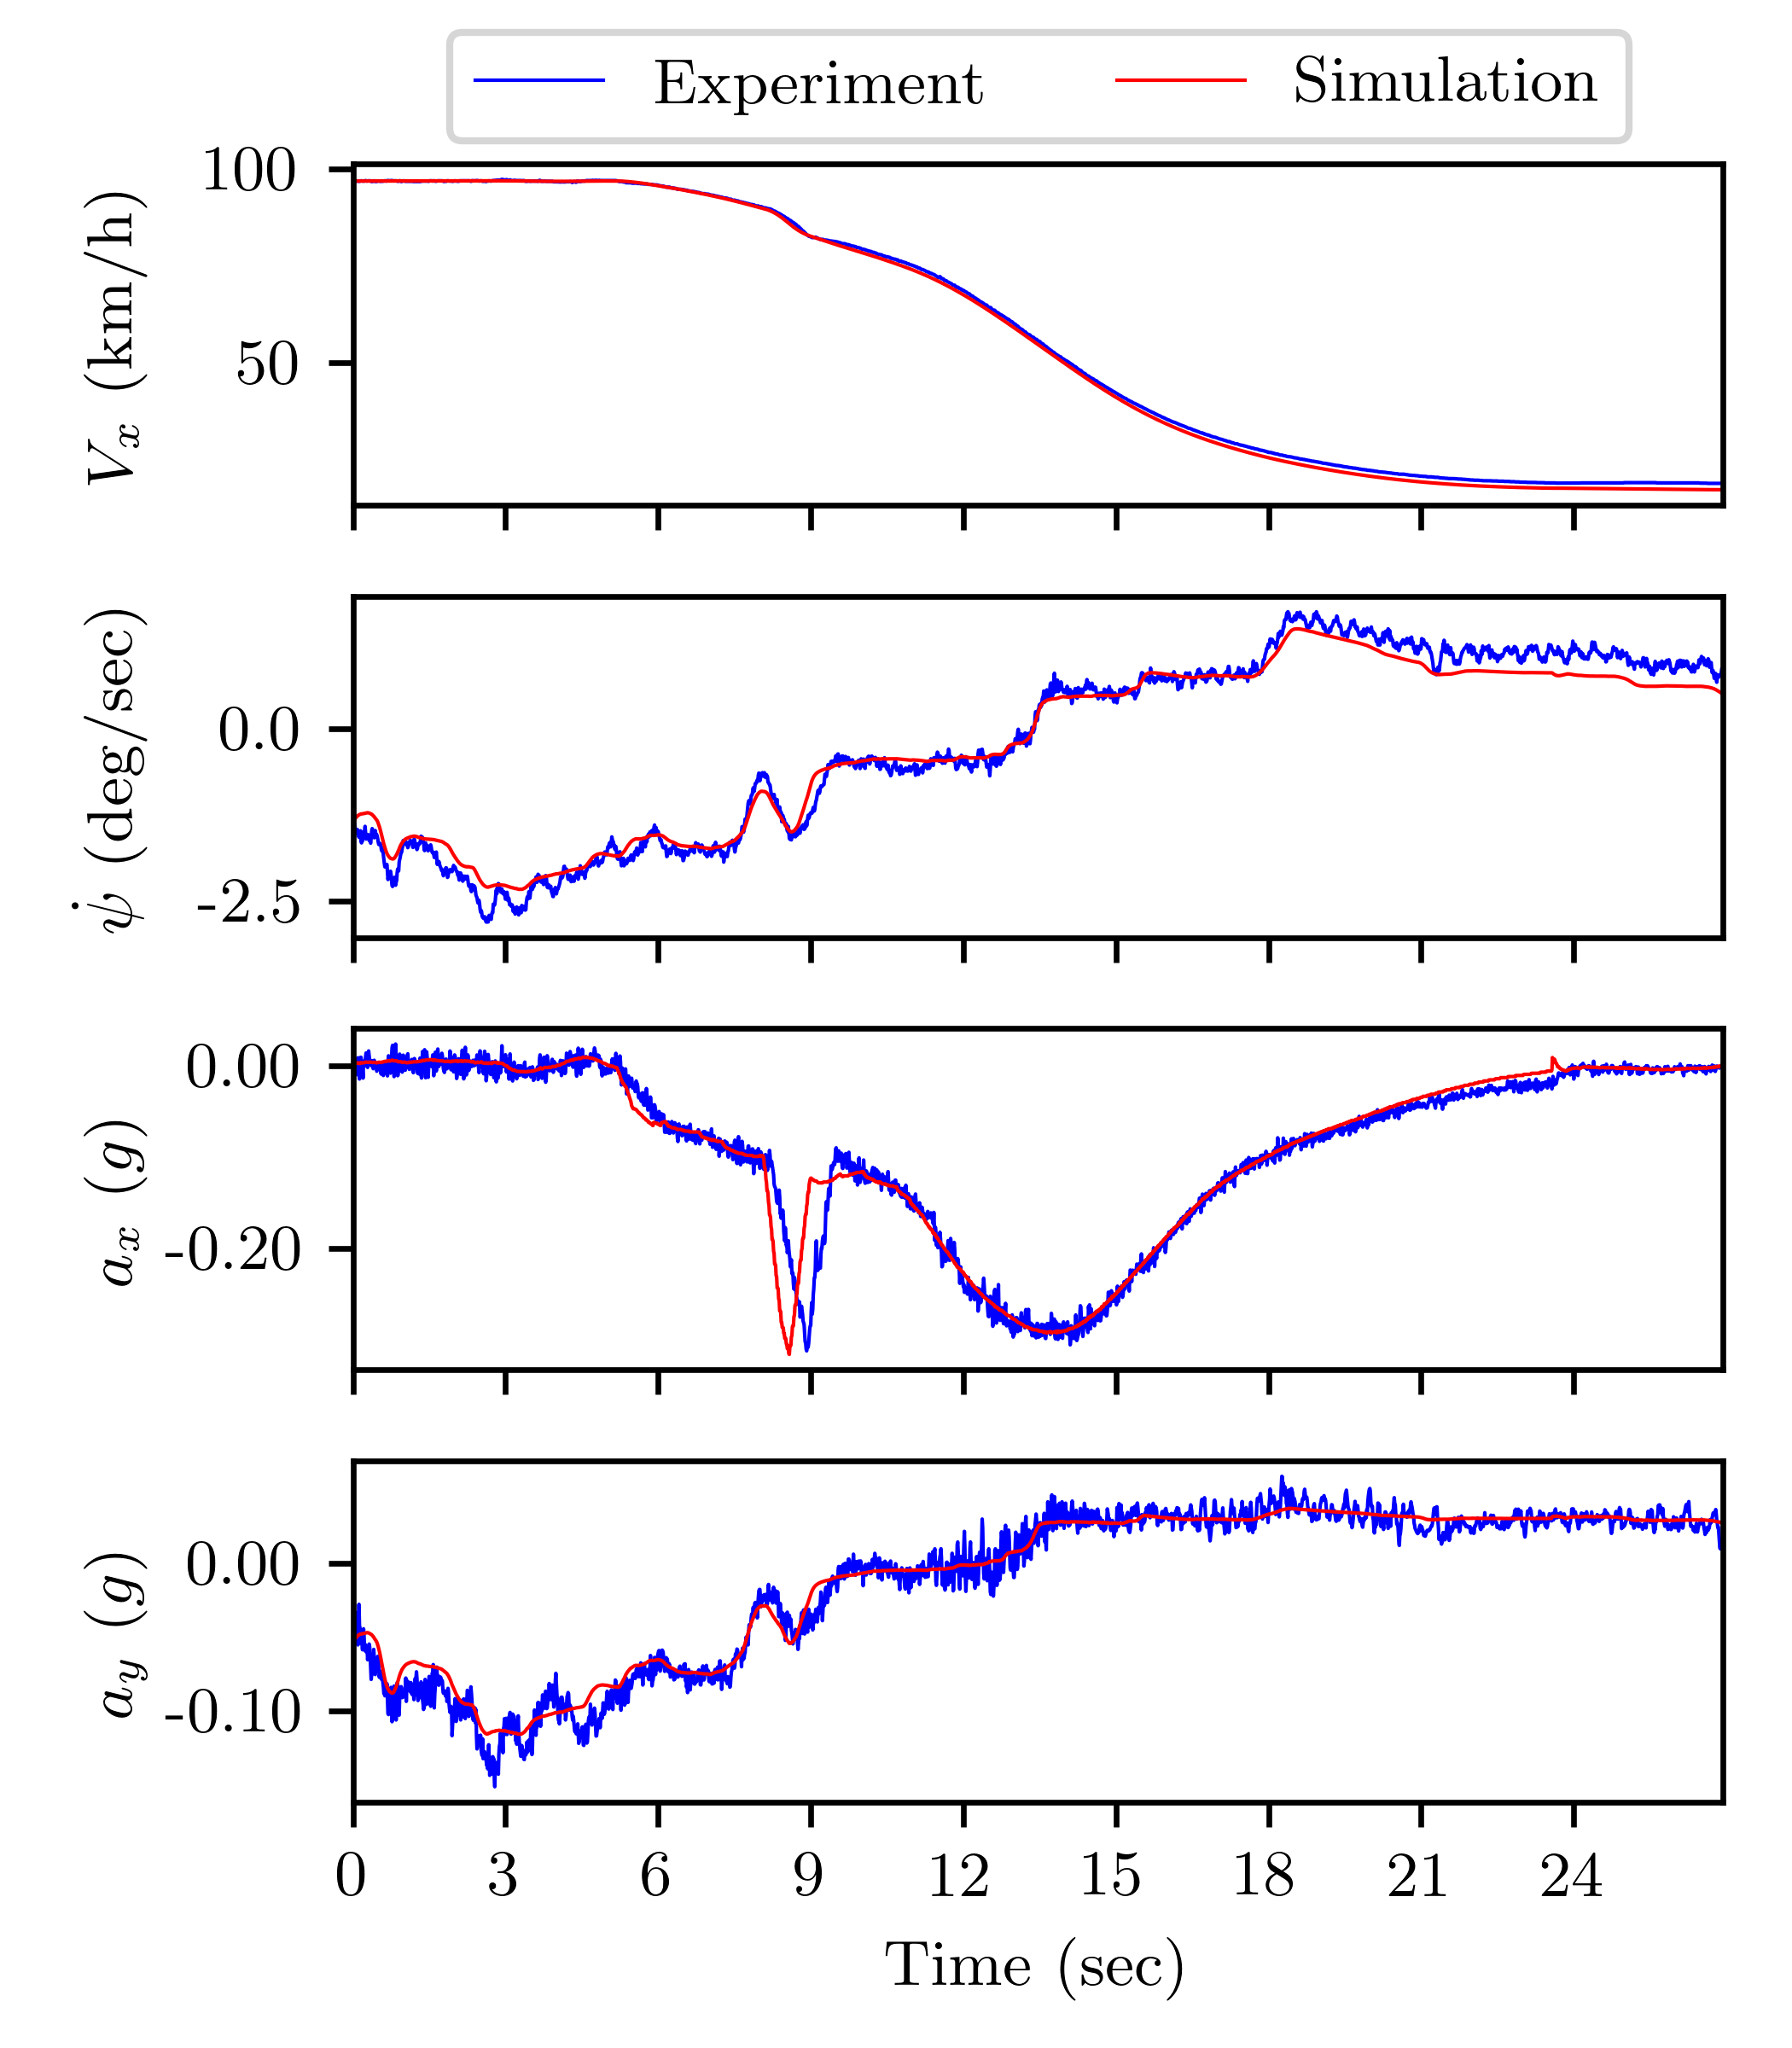 Experiment Simulation
100
50
V_x (km/h)
0.0
-2.5
ψ̇ (deg/sec)
0.00
-0.20
a_x (g)
0.00
-0.10
a_y (g)
0 3 6 9 12 15 18 21 24
Time (sec)